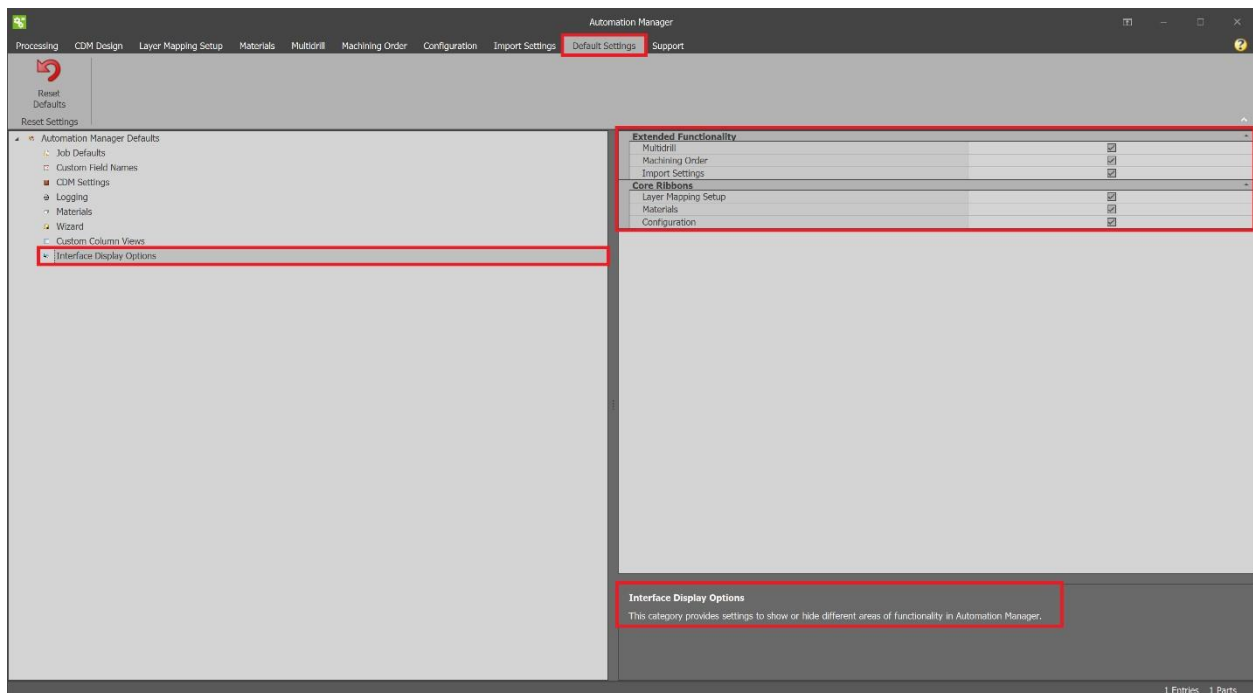 Automation Manager
Processing CDM Design Layer Mapping Setup Materials Multidrill Machining Order Configuration Import Settings Default Settings Support
Reset
Defaults
Reset Settings
Automation Manager Defaults
Job Defaults
Custom Field Names
CDM Settings
Logging
Materials
Wizard
Custom Column Views
Interface Display Options
Extended Functionality
Multidrill
Machining Order
Import Settings
Core Ribbons
Layer Mapping Setup
Materials
Configuration
Interface Display Options
This category provides settings to show or hide different areas of functionality in Automation Manager.
1 Entries 1 Parts